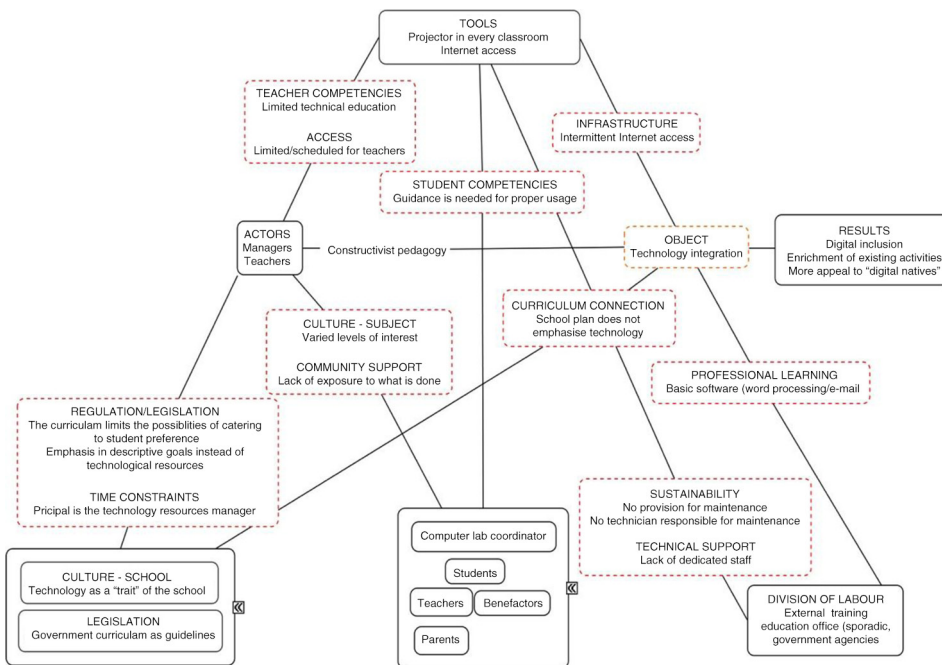 TOOLS
Projector in every classroom
Internet access
TEACHER COMPETENCIES
Limited technical education
ACCESS
Limited/scheduled for teachers
INFRASTRUCTURE
Intermittent Internet access
STUDENT COMPETENCIES
Guidance is needed for proper usage
ACTORS
Managers
Teachers
Constructivist pedagogy
OBJECT
Technology integration
RESULTS
Digital inclusion
Enrichment of existing activities
More appeal to “digital natives”
CULTURE - SUBJECT
Varied levels of interest
COMMUNITY SUPPORT
Lack of exposure to what is done
CURRICULUM CONNECTION
School plan does not
emphasise technology
PROFESSIONAL LEARNING
Basic software (word processing/e-mail
REGULATION/LEGISLATION
The curriculam limits the possiblities of catering
to student preference
Emphasis in descriptive goals instead of
technological resources
TIME CONSTRAINTS
Pricipal is the technology resources manager
SUSTAINABILITY
No provision for maintenance
No technician responsible for maintenance
TECHNICAL SUPPORT
Lack of dedicated staff
CULTURE - SCHOOL
Technology as a “trait” of the school
LEGISLATION
Government curriculam as guidelines
Computer lab coordinator
Students
Teachers
Benefactors
Parents
DIVISION OF LABOUR
External training
education office (sporadic,
government agencies